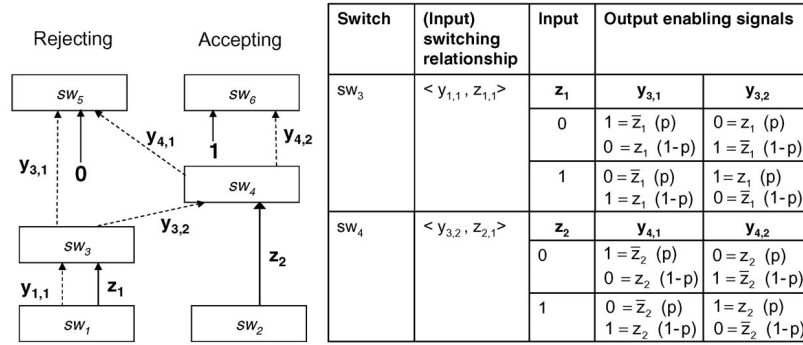 Rejecting Accepting
sw₅ sw₆
y₄,₁ 1 y₄,₂
y₃,₁ 0 sw₄
y₃,₂
sw₃ z₂
y₁,₁ z₁
sw₁ sw₂
Switch (Input) switching relationship Input Output enabling signals
sw₃ < y₁,₁ , z₁,₁> z₁ y₃,₁ y₃,₂
0 1 = z̅₁ (p) 0 = z₁ (p)
0 = z₁ (1-p) 1 = z̅₁ (1-p)
1 0 = z̅₁ (p) 1 = z₁ (p)
1 = z₁ (1-p) 0 = z̅₁ (1-p)
sw₄ < y₃,₂ , z₂,₁> z₂ y₄,₁ y₄,₂
0 1 = z̅₂ (p) 0 = z₂ (p)
0 = z₂ (1-p) 1 = z̅₂ (1-p)
1 0 = z̅₂ (p) 1 = z₂ (p)
1 = z₂ (1-p) 0 = z̅₂ (1-p)